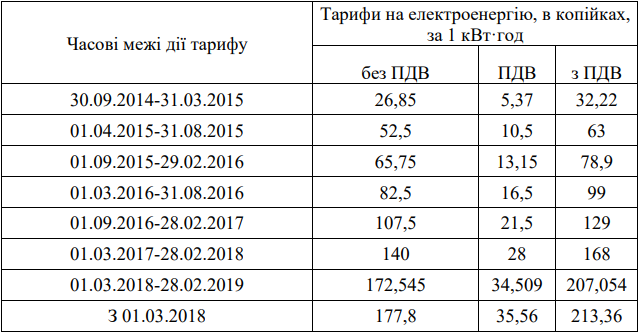 Часові межі дії тарифу
Тарифи на електроенергію, в копійках,
за 1 кВт·год
без ПДВ ПДВ з ПДВ
30.09.2014-31.03.2015 26,85 5,37 32,22
01.04.2015-31.08.2015 52,5 10,5 63
01.09.2015-29.02.2016 65,75 13,15 78,9
01.03.2016-31.08.2016 82,5 16,5 99
01.09.2016-28.02.2017 107,5 21,5 129
01.03.2017-28.02.2018 140 28 168
01.03.2018-28.02.2019 172,545 34,509 207,054
З 01.03.2018 177,8 35,56 213,36